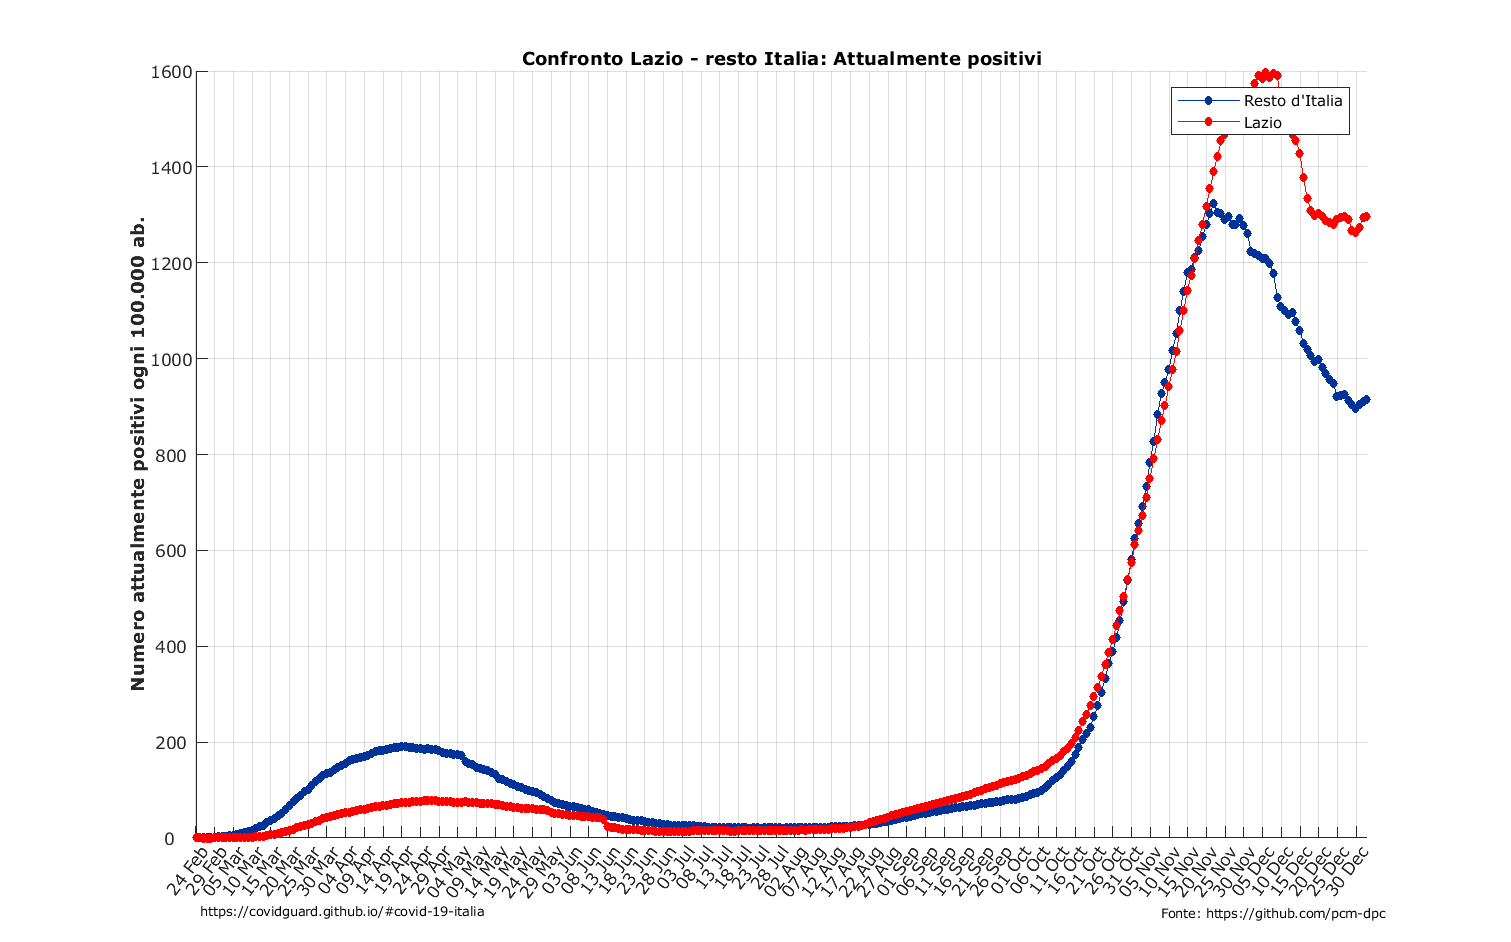 Confronto Lazio - resto Italia: Attualmente positivi
Numero attualmente positivi ogni 100.000 ab.
1600
1400
1200
1000
800
600
400
200
0
Resto d'Italia
Lazio
24 Feb
29 Feb
05 Mar
10 Mar
15 Mar
20 Mar
25 Mar
30 Mar
04 Apr
09 Apr
14 Apr
19 Apr
24 Apr
29 Apr
04 May
09 May
14 May
19 May
24 May
29 May
03 Jun
08 Jun
13 Jun
18 Jun
23 Jun
28 Jun
03 Jul
08 Jul
13 Jul
18 Jul
23 Jul
28 Jul
02 Aug
07 Aug
12 Aug
17 Aug
22 Aug
27 Aug
01 Sep
06 Sep
11 Sep
16 Sep
21 Sep
26 Sep
01 Oct
06 Oct
11 Oct
16 Oct
21 Oct
26 Oct
31 Oct
05 Nov
10 Nov
15 Nov
20 Nov
25 Nov
30 Nov
05 Dec
10 Dec
15 Dec
20 Dec
25 Dec
30 Dec
https://covidguard.github.io/#covid-19-italia
Fonte: https://github.com/pcm-dpc